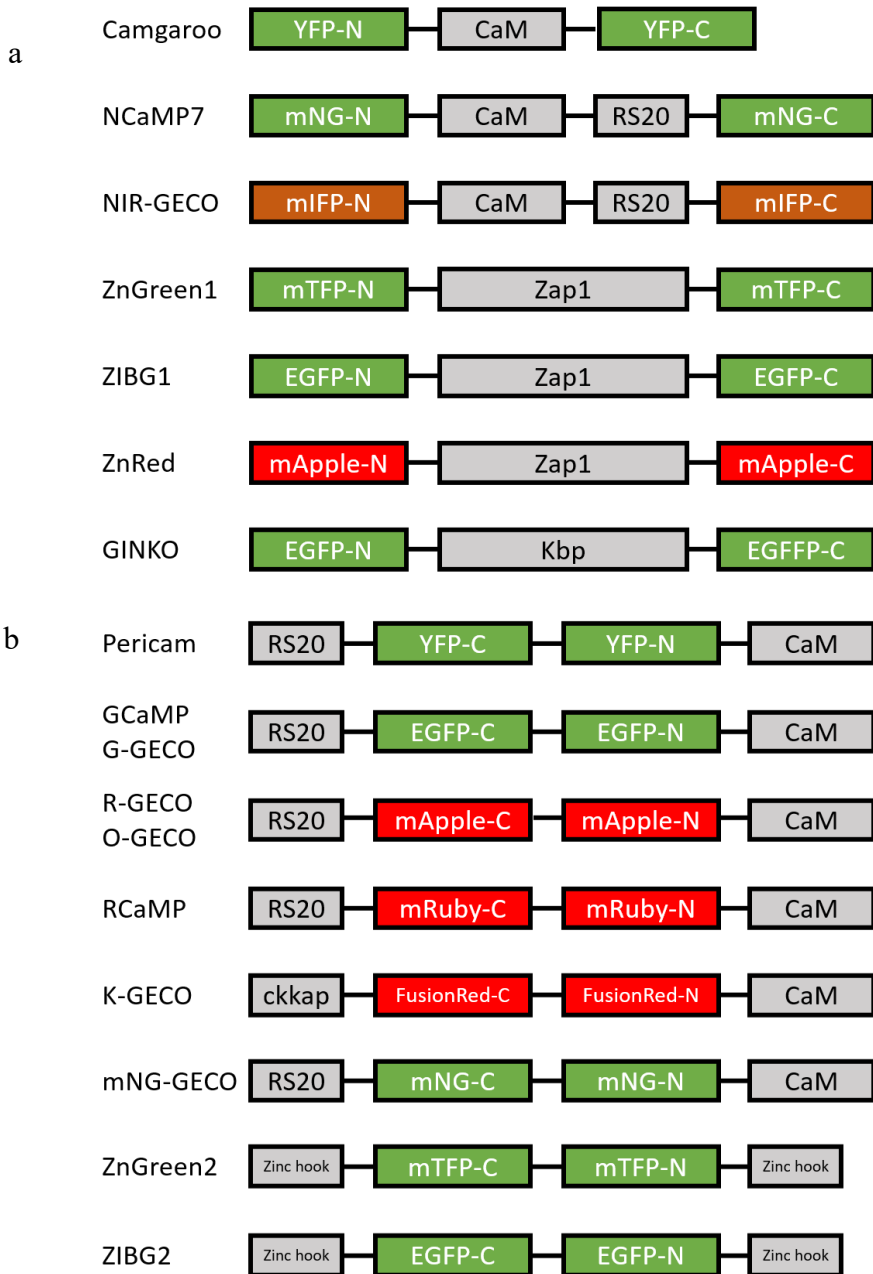 a
Camgaroo YFP-N CaM YFP-C
NCaMP7 mNG-N CaM RS20 mNG-C
NIR-GECO mIFP-N CaM RS20 mIFP-C
ZnGreen1 mTFP-N Zap1 mTFP-C
ZIBG1 EGFP-N Zap1 EGFP-C
ZnRed mApple-N Zap1 mApple-C
GINKO EGFP-N Kbp EGFFP-C
b
Pericam RS20 YFP-C YFP-N CaM
GCaMP
G-GECO RS20 EGFP-C EGFP-N CaM
R-GECO
O-GECO RS20 mApple-C mApple-N CaM
RCaMP RS20 mRuby-C mRuby-N CaM
K-GECO ckkap FusionRed-C FusionRed-N CaM
mNG-GECO RS20 mNG-C mNG-N CaM
ZnGreen2 Zinc hook mTFP-C mTFP-N Zinc hook
ZIBG2 Zinc hook EGFP-C EGFP-N Zinc hook